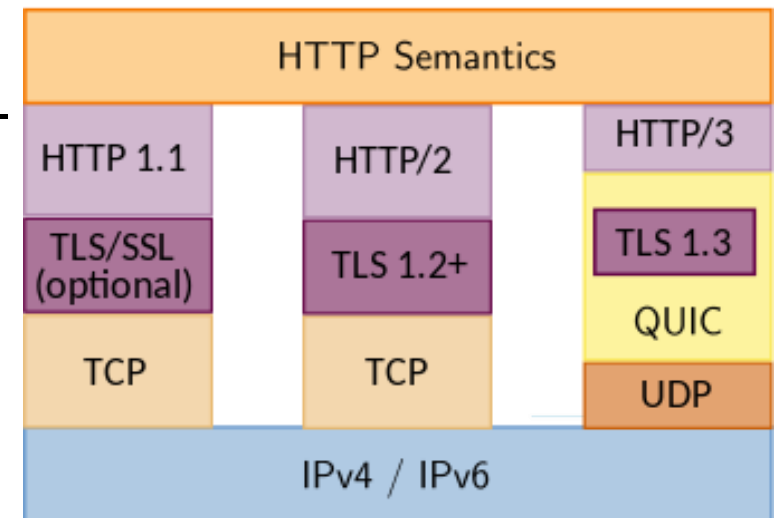 HTTP Semantics
HTTP 1.1
TLS/SSL
(optional)
TCP
HTTP/2
TLS 1.2+
TCP
HTTP/3
TLS 1.3
QUIC
UDP
IPv4 / IPv6